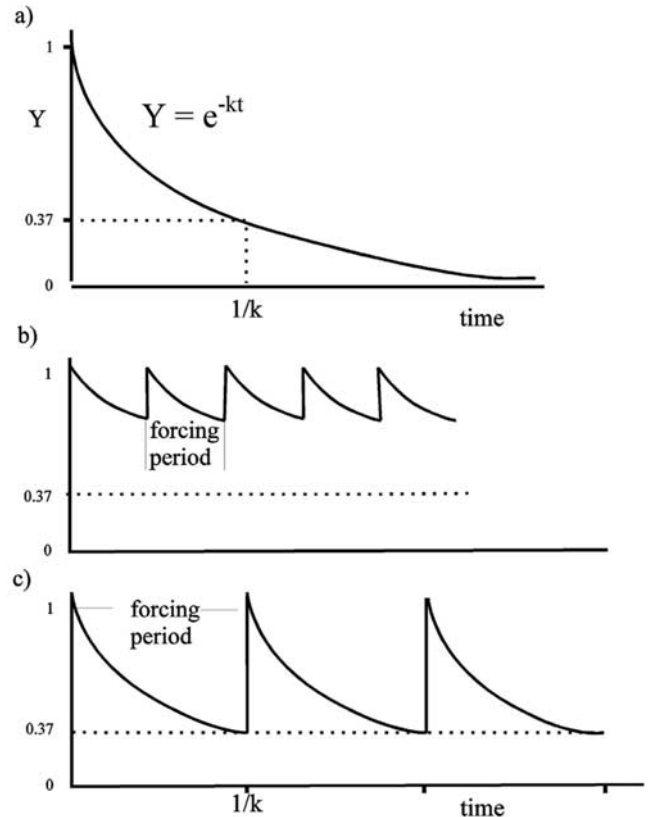 a)
1
Y
Y = e^-kt
0.37
0
1/k
time
b)
1
forcing
period
0.37
0
c)
1
forcing
period
0.37
0
1/k
time